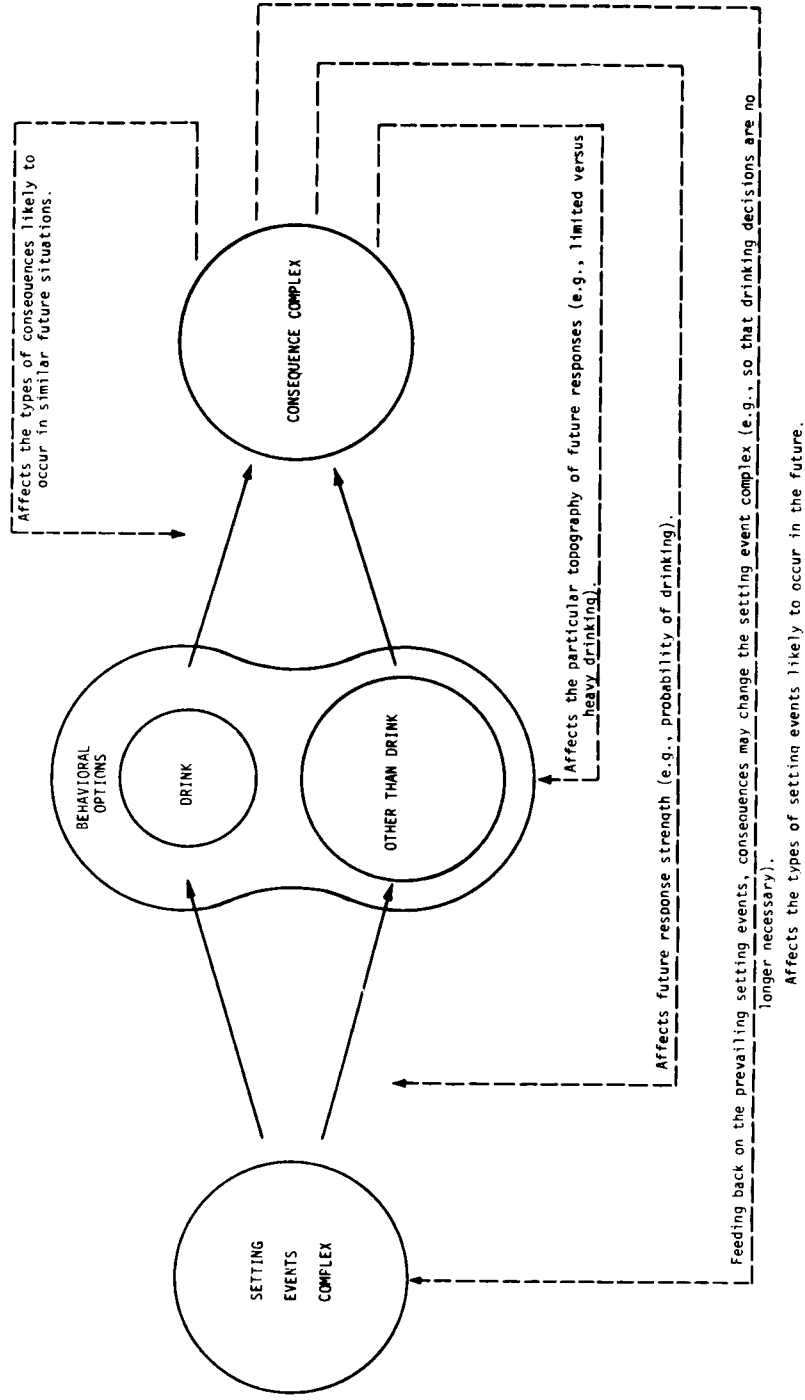 Affects the types of consequences likely to
occur in similar future situations.
SETTING
EVENTS
COMPLEX
BEHAVIORAL
OPTIONS
DRINK
OTHER THAN DRINK
CONSEQUENCE COMPLEX
Affects the particular topography of future responses (e.g., limited versus
heavy drinking).
Affects future response strength (e.g., probability of drinking).
Feeding back on the prevailing setting events, consequences may change the setting event complex (e.g., so that drinking decisions are no
longer necessary).
Affects the types of setting events likely to occur in the future.